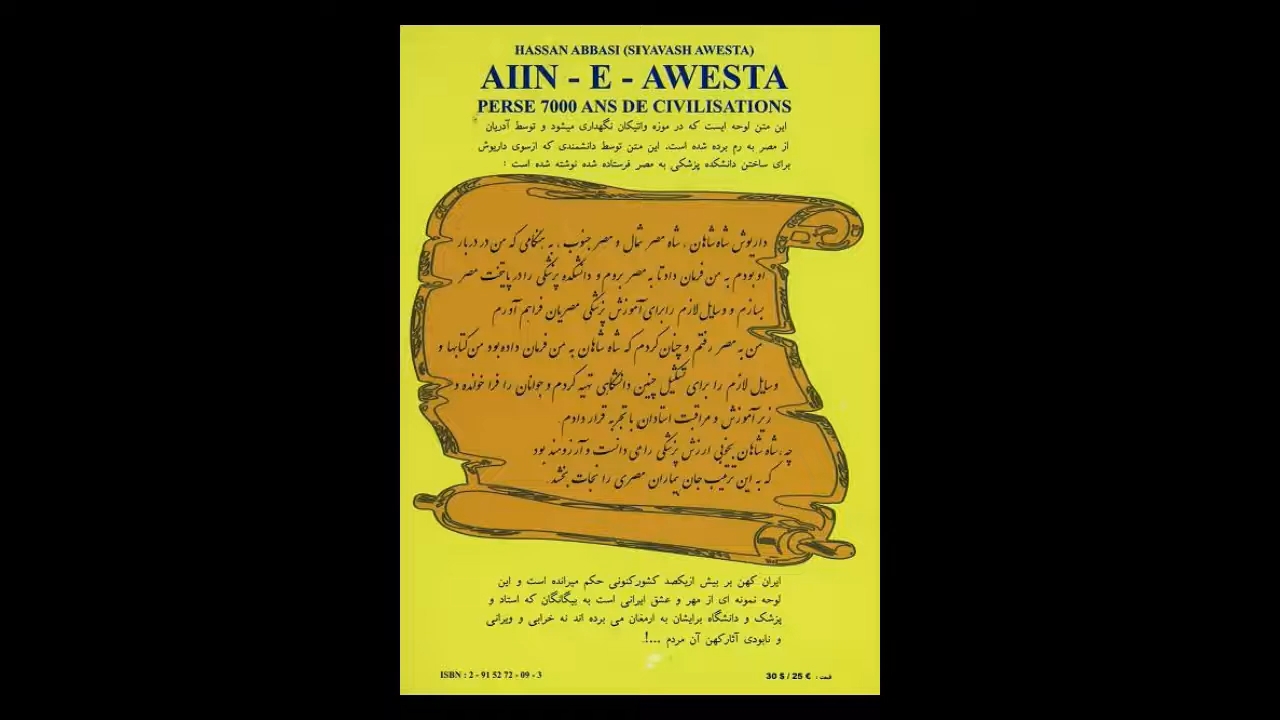 HASSAN ABBASI (SIYAVASH AWESTA)
AIIN - E - AWESTA
PERSE 7000 ANS DE CIVILISATIONS
این متن لوحه ایست که در موزه واتیکان نگهداری میشود و توسط آدریان
از مصر به رم برده شده است. این متن توسط دانشمندی که ازسوی داریوش
برای ساختن دانشکده پزشکی به مصر فرستاده شده نوشته شده است :
داریوش شاه شاهان ، شاه مصر شمال و مصر جنوب ، به هنگامی که من در دربار
او بودم به من فرمان داد تا به مصر بروم و دانشکده پزشکی را در پایتخت مصر
بسازم و وسایل لازم را برای آموزش پزشکی مصریان فراهم آورم
من به مصر رفتم و چنان کردم که شاه شاهان به من فرمان داده بود من کتابها و
وسایل لازم را برای تشکیل چنین دانشگاهی تهیه کردم و جوانان را فرا خوانده و
زیر آموزش و مراقبت استادان با تجربه قرار دادم.
چه، شاه شاهان بخوبی ارزش پزشکی را می دانست و آرزومند بود
که به این ترتیب جان بیماران مصری را نجات بخشد.
ایران کهن بر بیش ازیکصد کشورکنونی حکم میرانده است و این
لوحه نمونه ای از مهر و عشق ایرانی است به بیگانگان که استاد و
پزشک و دانشگاه برایشان به ارمغان می برده اند نه خرابی و ویرانی
و نابودی آثارکهن آن مردم ...!.
ISBN : 2 - 91 52 72 - 09 - 3
قیمت : 30 $ / 25 €